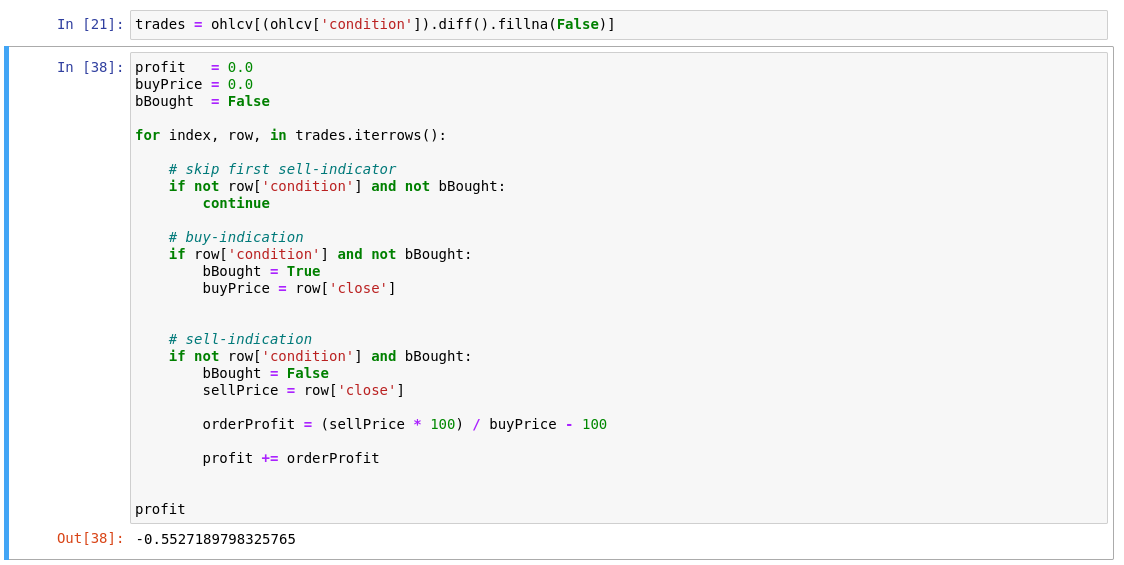 In [21]: trades = ohlcv[(ohlcv['condition']).diff().fillna(False)]
In [38]: profit   = 0.0
buyPrice = 0.0
bBought  = False
for index, row, in trades.iterrows():
    # skip first sell-indicator
    if not row['condition'] and not bBought:
        continue
    # buy-indication
    if row['condition'] and not bBought:
        bBought = True
        buyPrice = row['close']
    # sell-indication
    if not row['condition'] and bBought:
        bBought = False
        sellPrice = row['close']
        orderProfit = (sellPrice * 100) / buyPrice - 100
        profit += orderProfit
profit
Out[38]: -0.5527189798325765